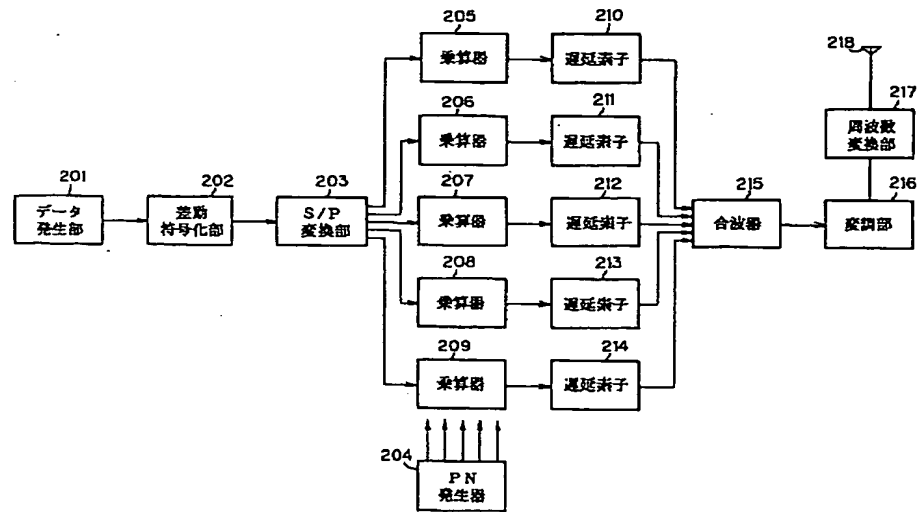 205
乗算器
210
遅延素子
218
206
乗算器
211
遅延素子
217
周波数
変換部
201
データ
発生部
202
差動
符号化部
203
S/P
変換部
207
乗算器
212
遅延素子
215
合波器
216
変調部
208
乗算器
213
遅延素子
209
乗算器
214
遅延素子
204
PN
発生器